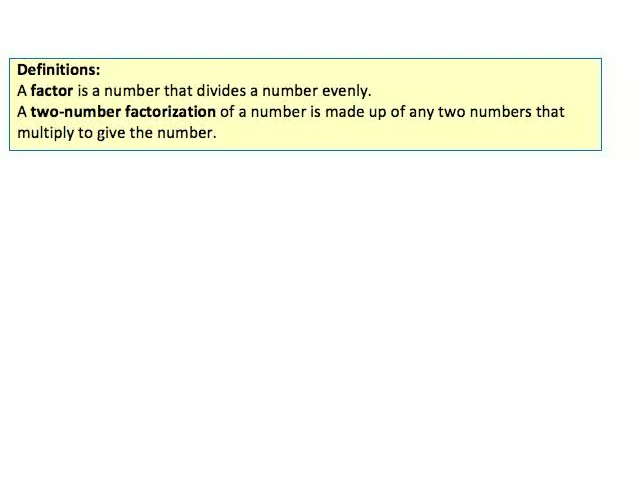 Definitions:
A factor is a number that divides a number evenly.
A two-number factorization of a number is made up of any two numbers that
multiply to give the number.